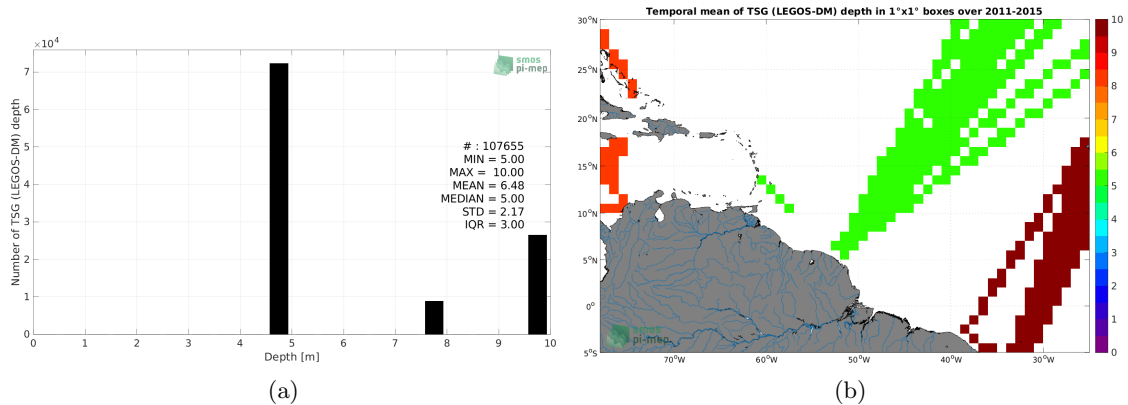 ×10⁴
7
6
5
4
3
2
1
0
Number of TSG (LEGOS-DM) depth
smos
pi-mep
# : 107655
MIN = 5.00
MAX = 10.00
MEAN = 6.48
MEDIAN = 5.00
STD = 2.17
IQR = 3.00
0 1 2 3 4 5 6 7 8 9 10
Depth [m]
(a)
Temporal mean of TSG (LEGOS-DM) depth in 1°x1° boxes over 2011-2015
30°N
25°N
20°N
15°N
10°N
5°N
0°
5°S
smos
pi-mep
70°W 60°W 50°W 40°W 30°W
10
9
8
7
6
5
4
3
2
1
0
(b)